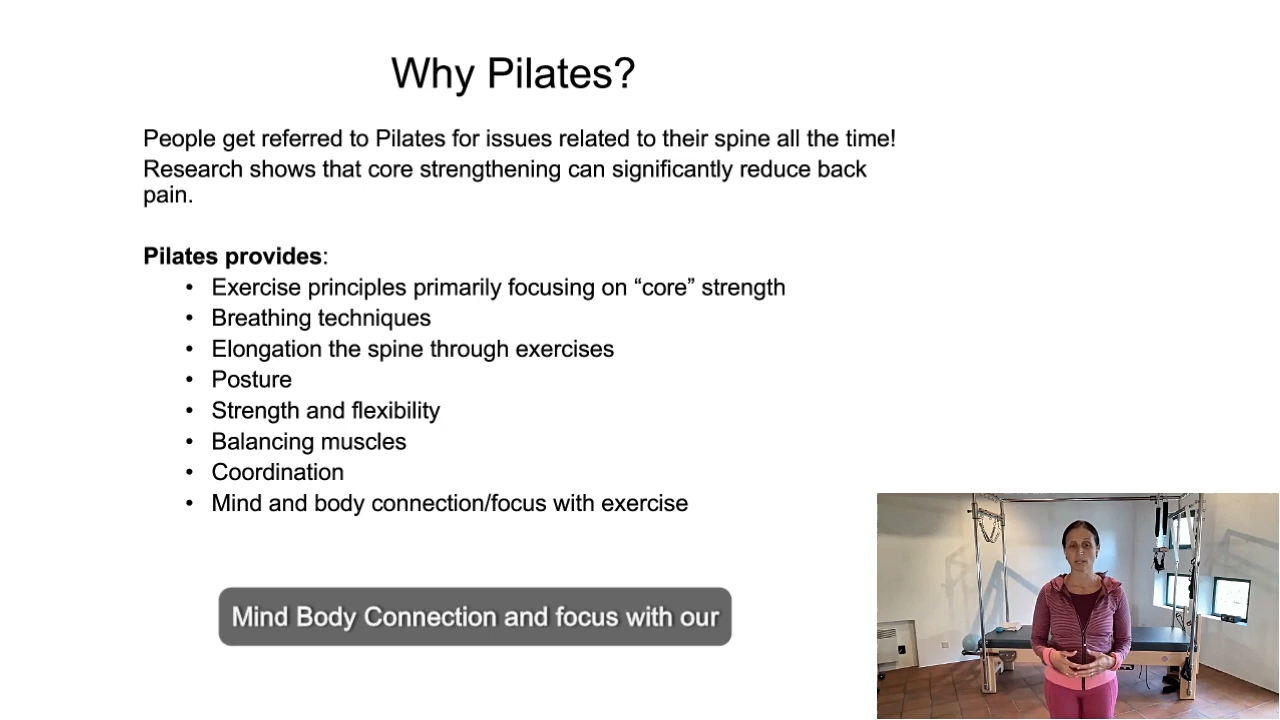 Why Pilates?
People get referred to Pilates for issues related to their spine all the time!
Research shows that core strengthening can significantly reduce back
pain.
Pilates provides:
• Exercise principles primarily focusing on “core” strength
• Breathing techniques
• Elongation the spine through exercises
• Posture
• Strength and flexibility
• Balancing muscles
• Coordination
• Mind and body connection/focus with exercise
Mind Body Connection and focus with our